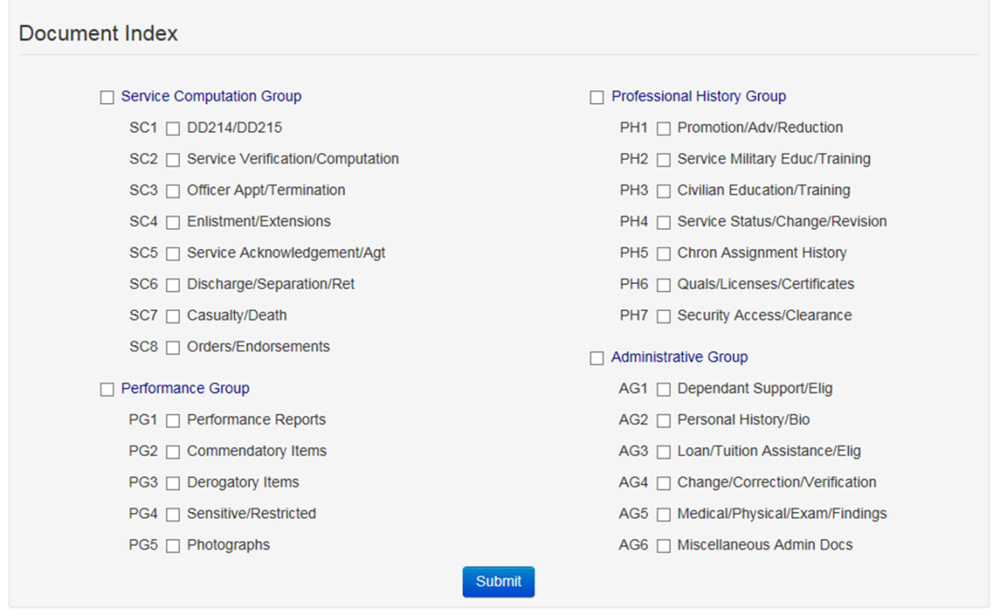 Document Index
Service Computation Group
SC1 DD214/DD215
SC2 Service Verification/Computation
SC3 Officer Appt/Termination
SC4 Enlistment/Extensions
SC5 Service Acknowledgement/Agt
SC6 Discharge/Separation/Ret
SC7 Casualty/Death
SC8 Orders/Endorsements
Performance Group
PG1 Performance Reports
PG2 Commendatory Items
PG3 Derogatory Items
PG4 Sensitive/Restricted
PG5 Photographs
Professional History Group
PH1 Promotion/Adv/Reduction
PH2 Service Military Educ/Training
PH3 Civilian Education/Training
PH4 Service Status/Change/Revision
PH5 Chron Assignment History
PH6 Quals/Licenses/Certificates
PH7 Security Access/Clearance
Administrative Group
AG1 Dependant Support/Elig
AG2 Personal History/Bio
AG3 Loan/Tuition Assistance/Elig
AG4 Change/Correction/Verification
AG5 Medical/Physical/Exam/Findings
AG6 Miscellaneous Admin Docs
Submit